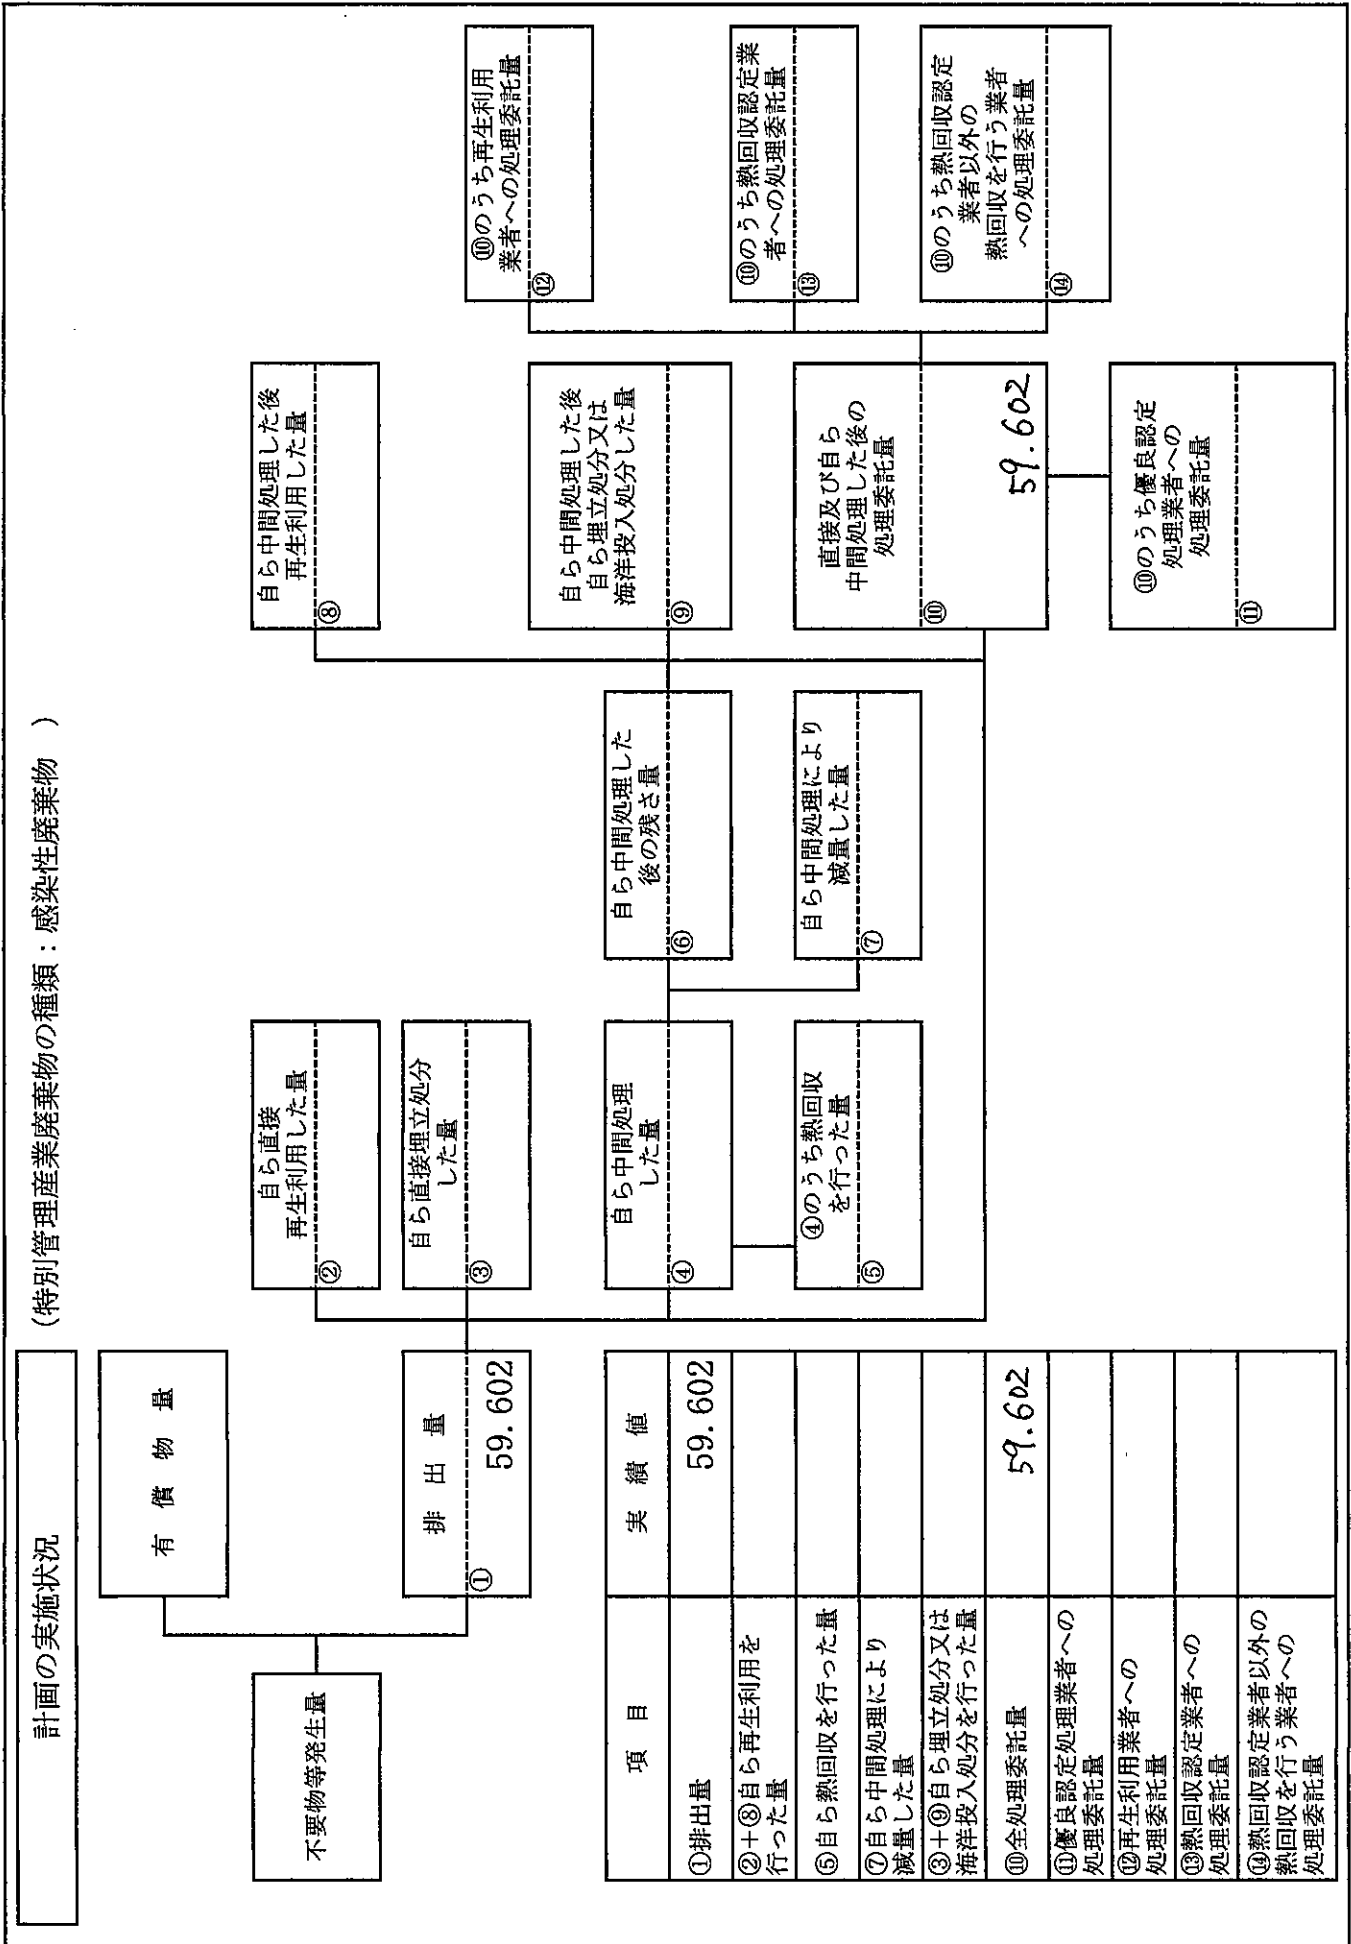 計画の実施状況
(特別管理産業廃棄物の種類：感染性廃棄物　)
不要物等発生量
有償物量
排出量
①
59.602
自ら直接
再生利用した量
②
自ら直接埋立処分
した量
③
自ら中間処理
した量
④
④のうち熱回収
を行った量
⑤
自ら中間処理した
後の残さ量
⑥
自ら中間処理により
減量した量
⑦
自ら中間処理した後
再生利用した量
⑧
自ら中間処理した後
自ら埋立処分又は
海洋投入処分した量
⑨
直接及び自ら
中間処理した後の
処理委託量
⑩
59.602
⑩のうち優良認定
処理業者への
処理委託量
⑪
⑩のうち再生利用
業者への処理委託量
⑫
⑩のうち熱回収認定業
者への処理委託量
⑬
⑩のうち熱回収認定
業者以外の
熱回収を行う業者
への処理委託量
⑭
項目 実績値
①排出量 59.602
②+⑧自ら再生利用を
行った量
⑤自ら熱回収を行った量
⑦自ら中間処理により
減量した量
③+⑨自ら埋立処分又は
海洋投入処分を行った量
⑩全処理委託量 59.602
⑪優良認定処理業者への
処理委託量
⑫再生利用業者への
処理委託量
⑬熱回収認定業者への
処理委託量
⑭熱回収認定業者以外の
熱回収を行う業者への
処理委託量